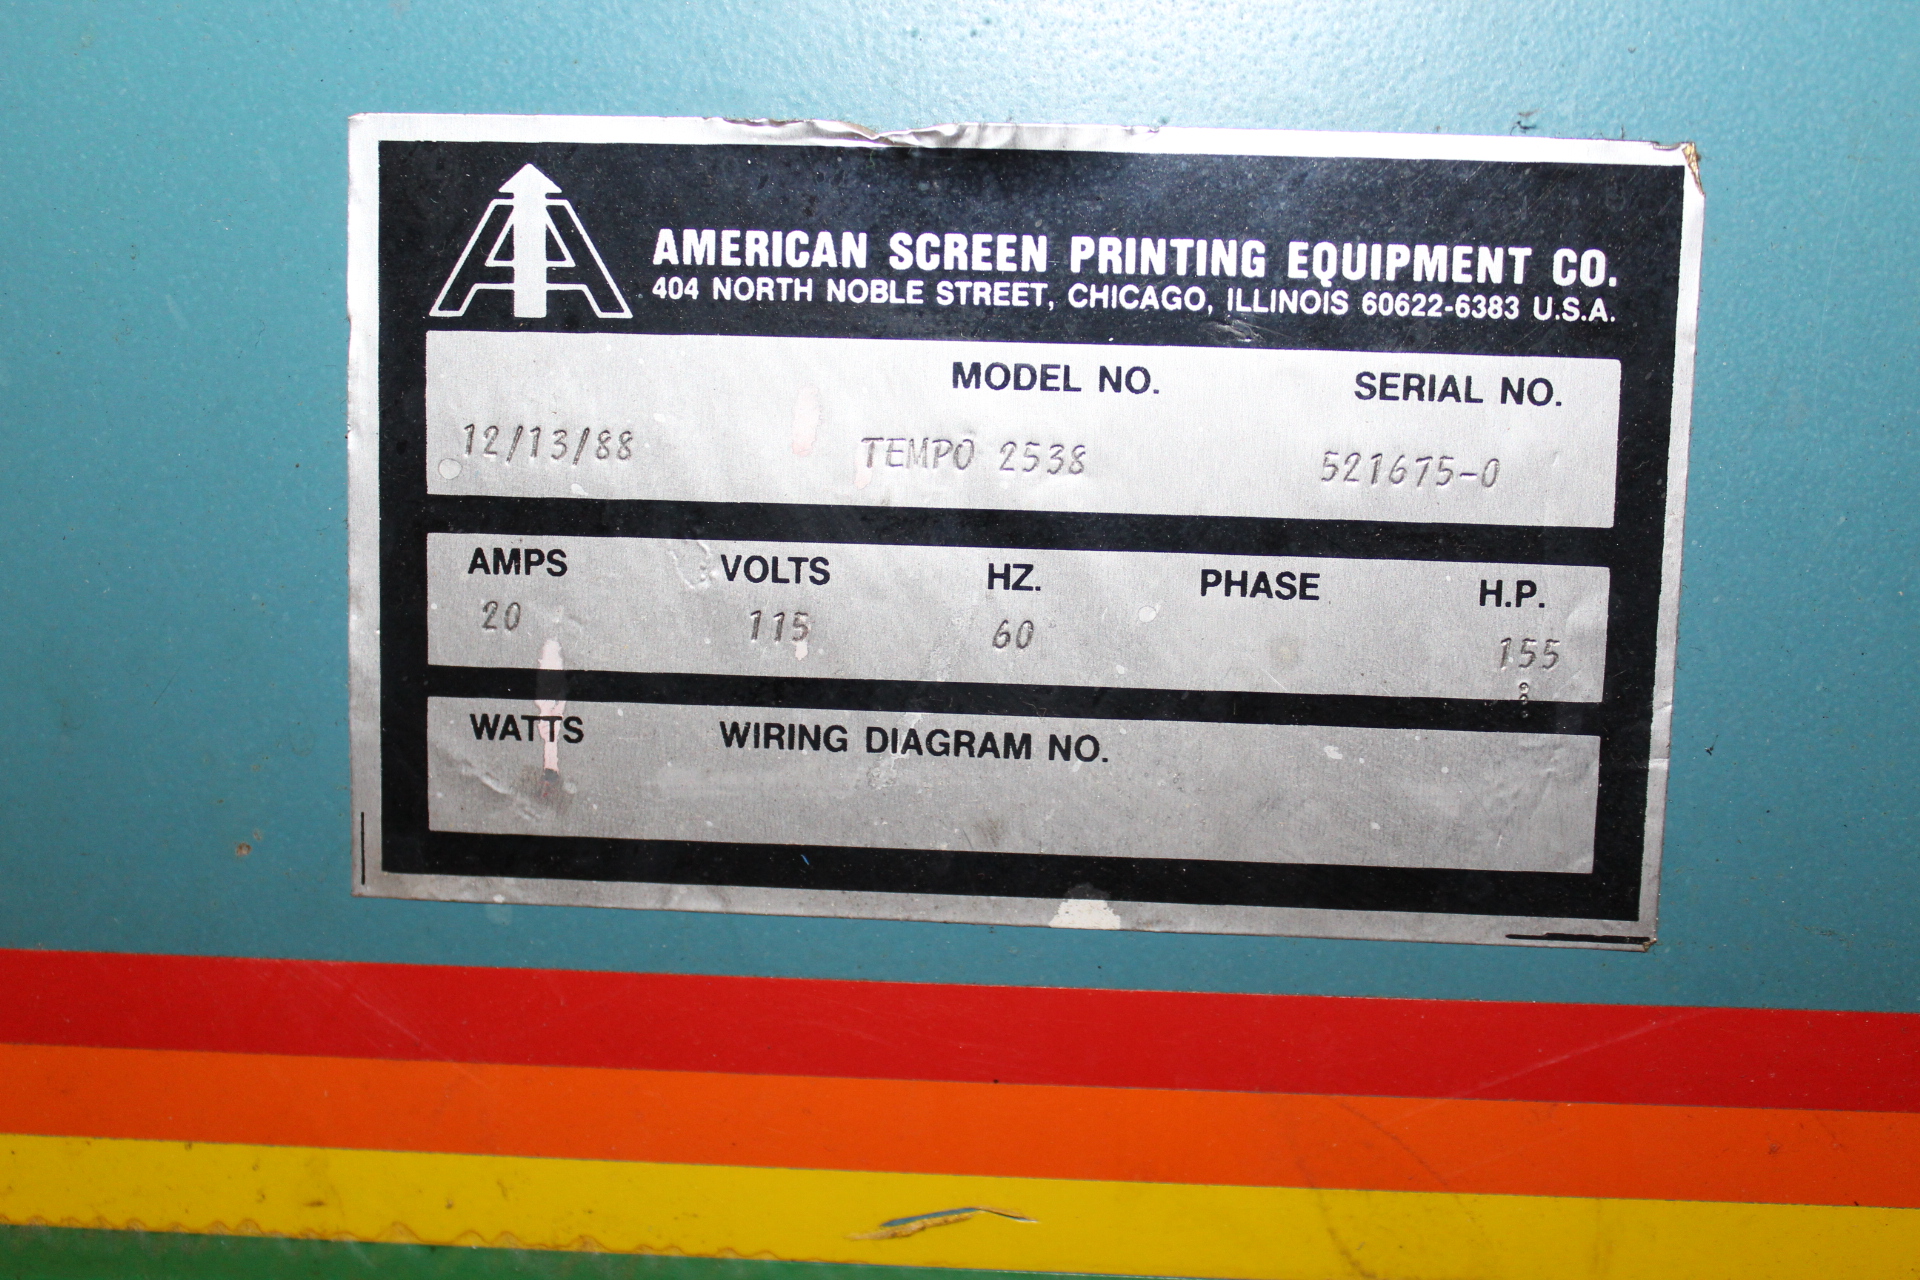 AMERICAN SCREEN PRINTING EQUIPMENT CO.
404 NORTH NOBLE STREET, CHICAGO, ILLINOIS 60622-6383 U.S.A.
MODEL NO. SERIAL NO.
12/13/88 TEMPO 2538 521675-0
AMPS VOLTS HZ. PHASE H.P.
20 115 60 155
WATTS WIRING DIAGRAM NO.